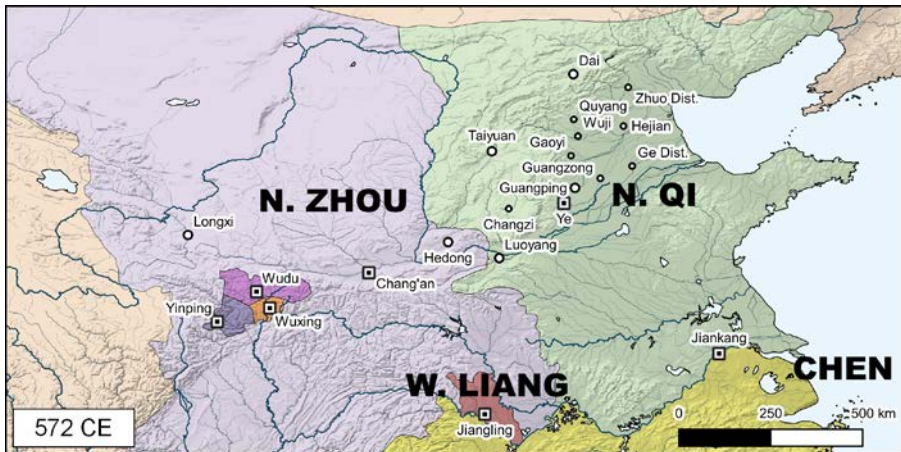 Dai
Zhuo Dist.
Quyang
Wuji
Hejian
Taiyuan
Gaoyi
Ge Dist.
Guangzong
Guangping
N. ZHOU
N. QI
Ye
Changzi
Longxi
Hedong
Luoyang
Wudu
Chang'an
Yinping
Wuxing
Jiankang
CHEN
W. LIANG
Jiangling
0 250 500 km
572 CE